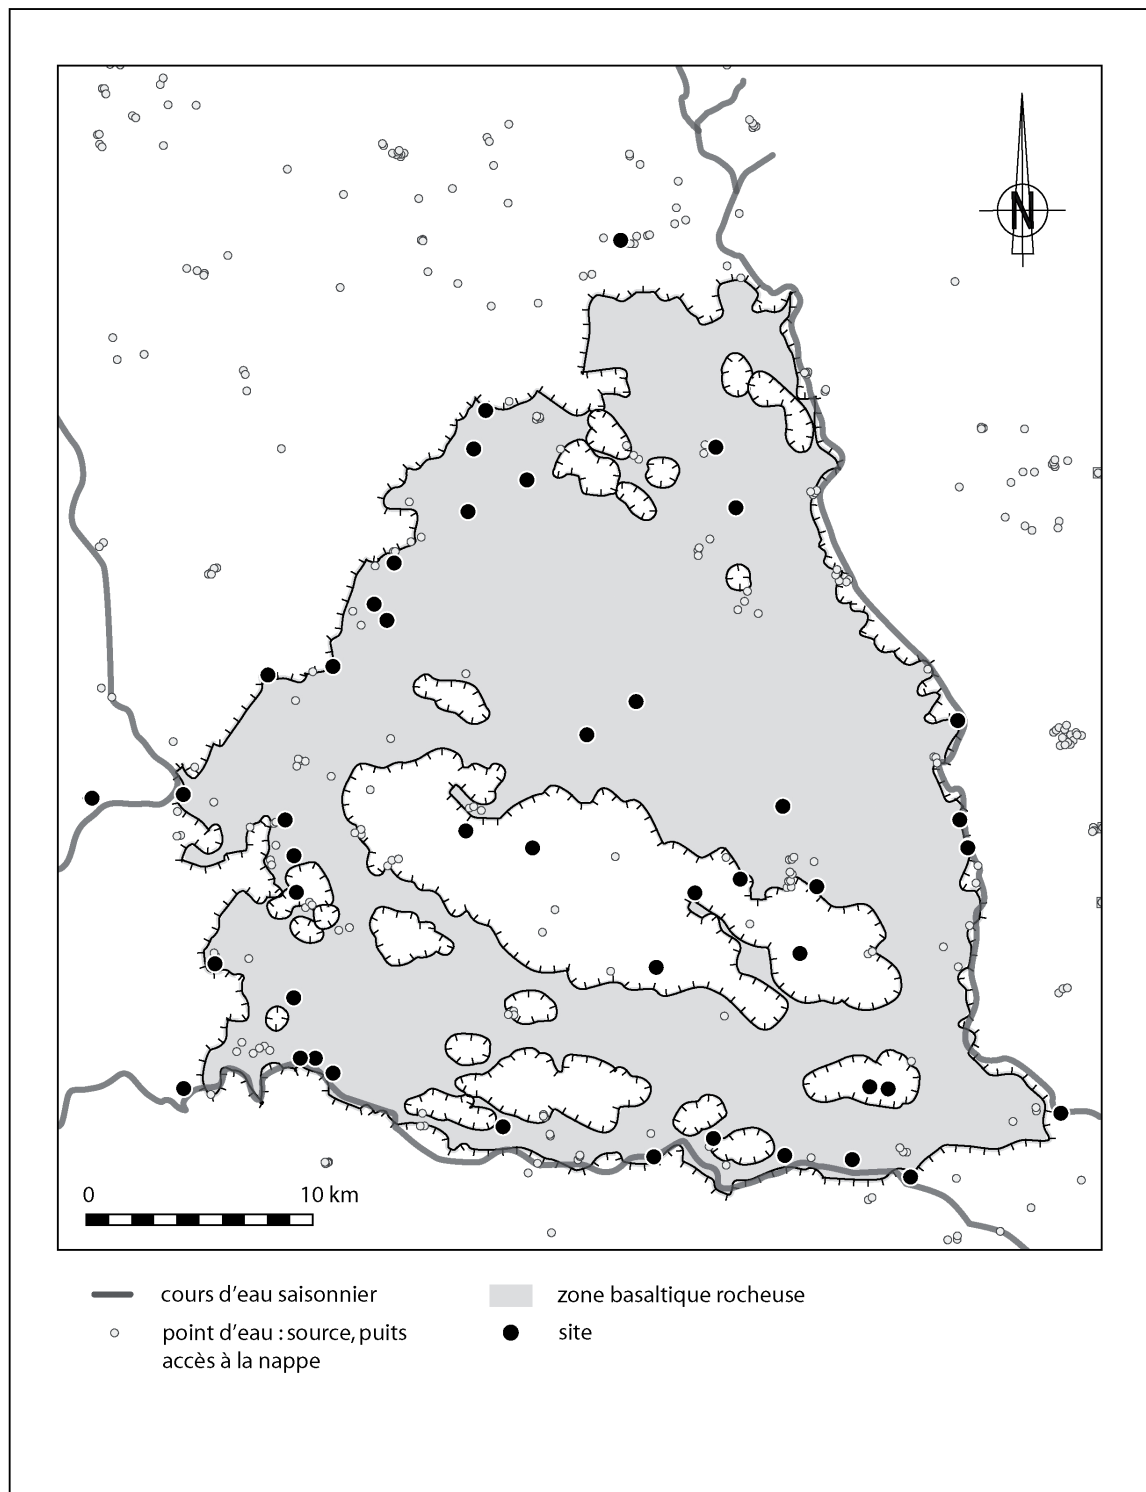 N
0 10 km
cours d'eau saisonnier
zone basaltique rocheuse
point d'eau : source, puits
accès à la nappe
site